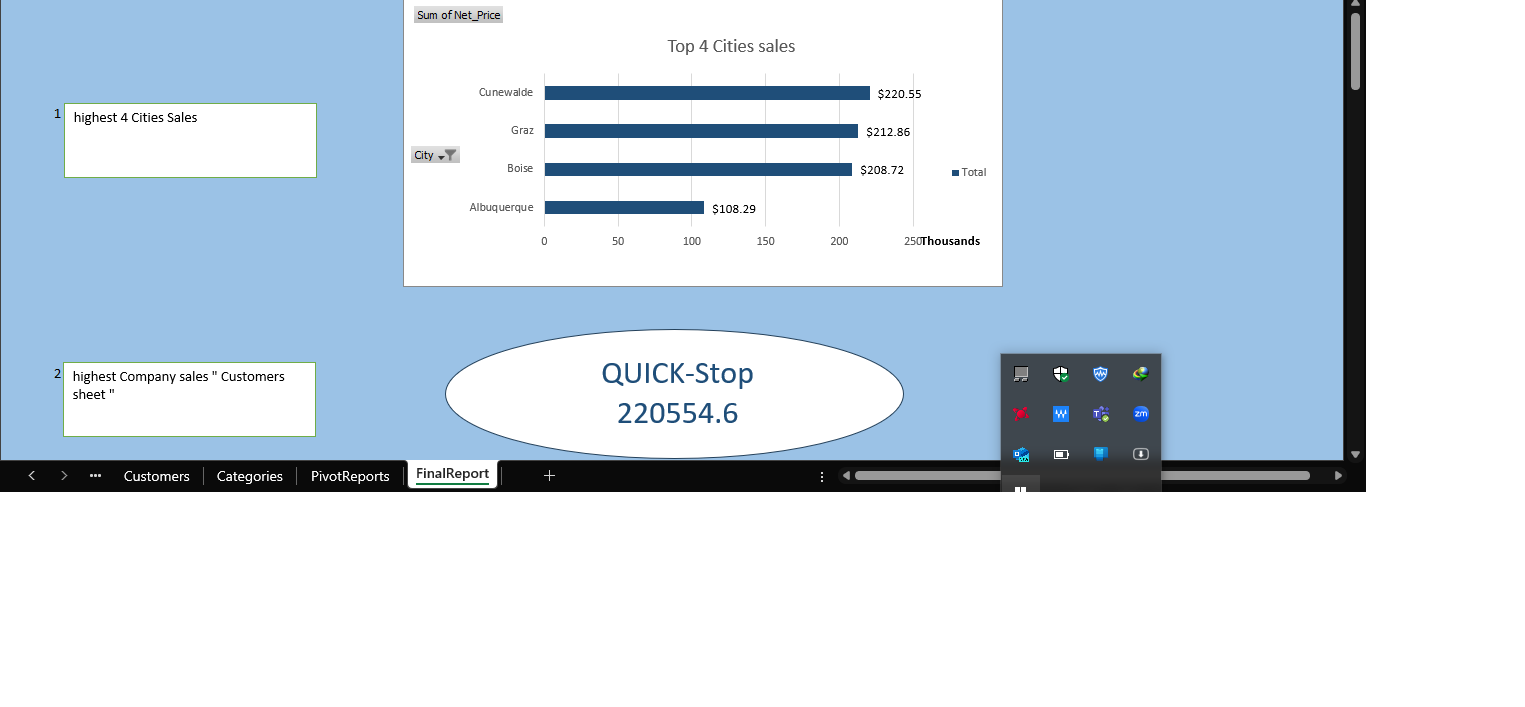 Sum of Net_Price
Top 4 Cities sales
Cunewalde
$220.55
1
highest 4 Cities Sales
Graz
$212.86
City
Boise
$208.72
Total
Albuquerque
$108.29
0
50
100
150
200
250
Thousands
2
highest Company sales " Customers
sheet "
QUICK-Stop
220554.6
Customers
Categories
PivotReports
FinalReport
zm